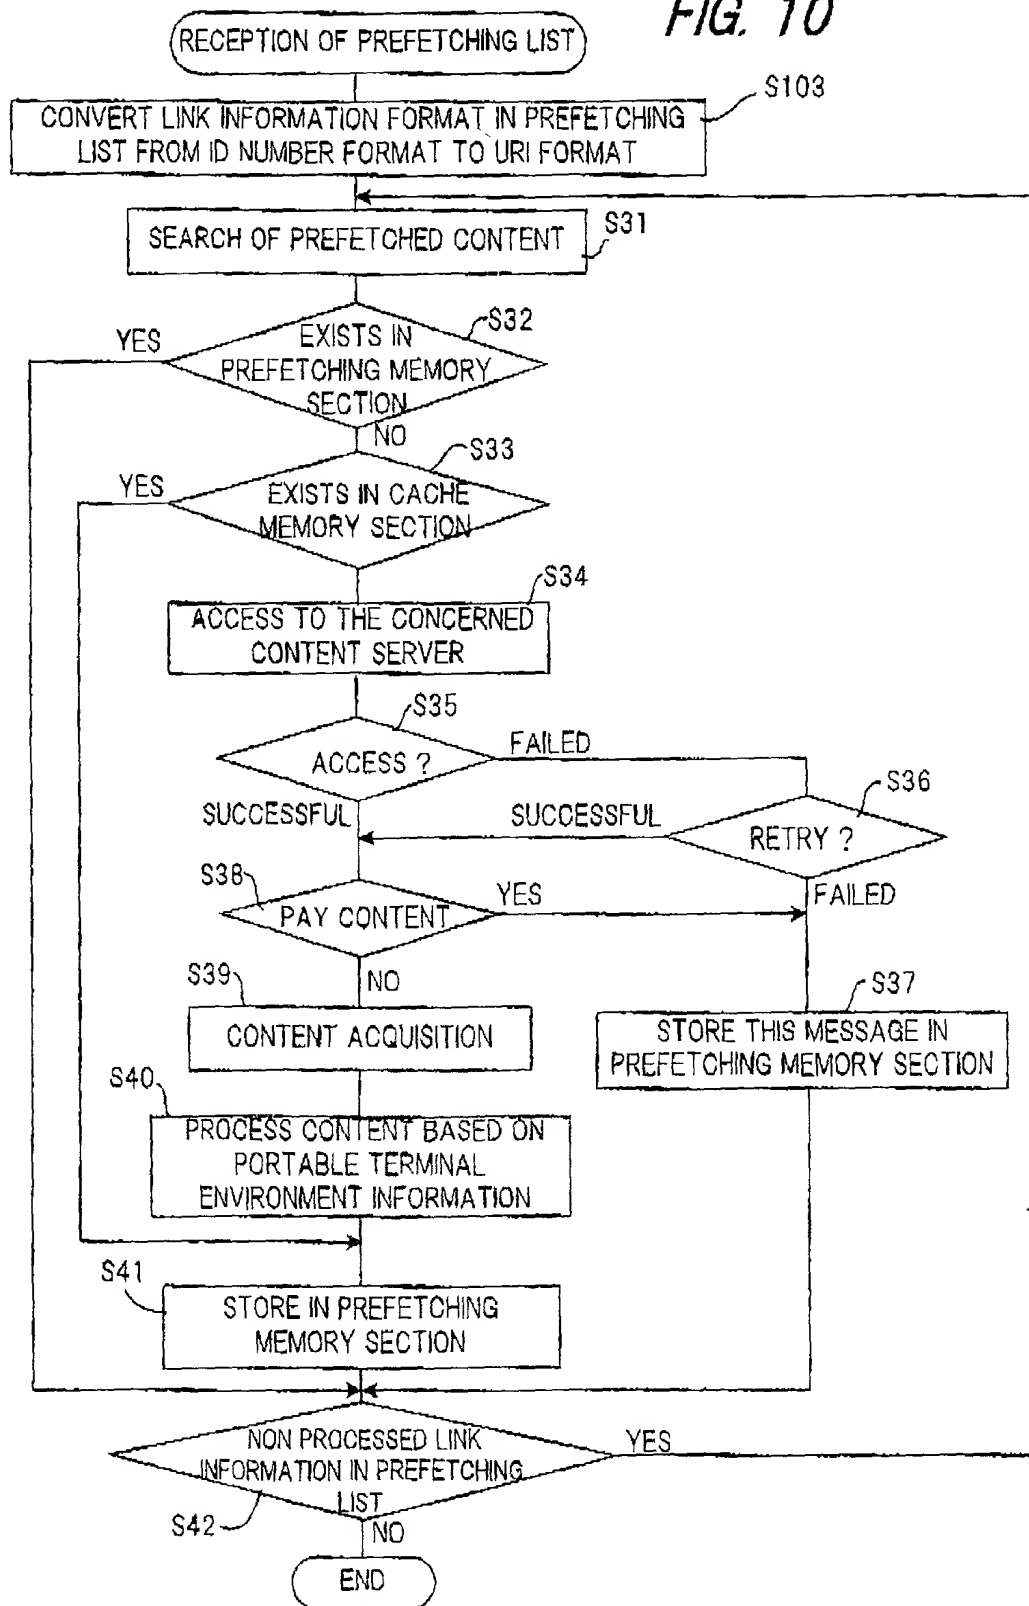 FIG. 10
RECEPTION OF PREFETCHING LIST
S103
CONVERT LINK INFORMATION FORMAT IN PREFETCHING
LIST FROM ID NUMBER FORMAT TO URI FORMAT
S31
SEARCH OF PREFETCHED CONTENT
S32
YES
EXISTS IN
PREFETCHING MEMORY
SECTION
NO
S33
YES
EXISTS IN CACHE
MEMORY SECTION
S34
ACCESS TO THE CONCERNED
CONTENT SERVER
S35
ACCESS ?
FAILED
SUCCESSFUL
SUCCESSFUL
S36
RETRY ?
FAILED
S38
PAY CONTENT
YES
NO
S39
CONTENT ACQUISITION
S37
STORE THIS MESSAGE IN
PREFETCHING MEMORY SECTION
S40
PROCESS CONTENT BASED ON
PORTABLE TERMINAL
ENVIRONMENT INFORMATION
S41
STORE IN PREFETCHING
MEMORY SECTION
NON PROCESSED LINK
INFORMATION IN PREFETCHING
LIST
YES
S42
NO
END